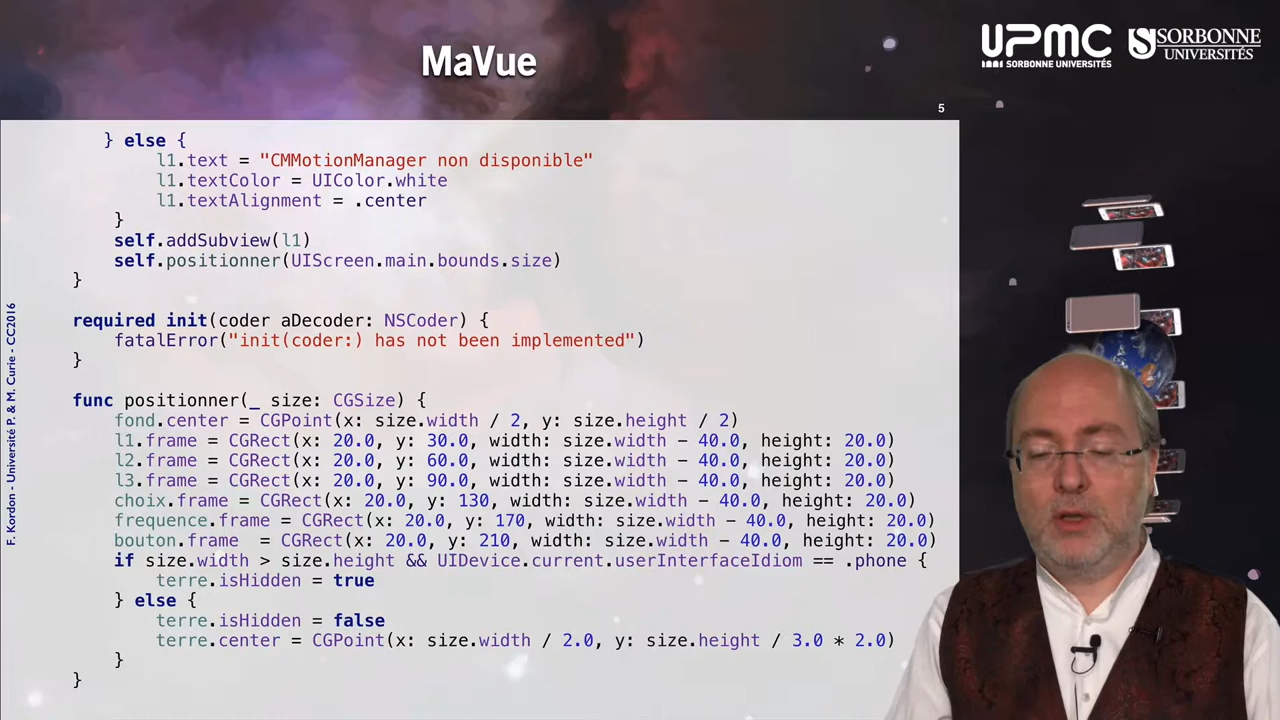 MaVue
UPMC
SORBONNE UNIVERSITÉS
SORBONNE
UNIVERSITÉS
5
} else {
l1.text = "CMMotionManager non disponible"
l1.textColor = UIColor.white
l1.textAlignment = .center
}
self.addSubview(l1)
self.positionner(UIScreen.main.bounds.size)
}
required init(coder aDecoder: NSCoder) {
fatalError("init(coder:) has not been implemented")
}
func positionner(_ size: CGSize) {
fond.center = CGPoint(x: size.width / 2, y: size.height / 2)
l1.frame = CGRect(x: 20.0, y: 30.0, width: size.width - 40.0, height: 20.0)
l2.frame = CGRect(x: 20.0, y: 60.0, width: size.width - 40.0, height: 20.0)
l3.frame = CGRect(x: 20.0, y: 90.0, width: size.width - 40.0, height: 20.0)
choix.frame = CGRect(x: 20.0, y: 130, width: size.width - 40.0, height: 20.0)
frequence.frame = CGRect(x: 20.0, y: 170, width: size.width - 40.0, height: 20.0)
bouton.frame  = CGRect(x: 20.0, y: 210, width: size.width - 40.0, height: 20.0)
if size.width > size.height && UIDevice.current.userInterfaceIdiom == .phone {
terre.isHidden = true
} else {
terre.isHidden = false
terre.center = CGPoint(x: size.width / 2.0, y: size.height / 3.0 * 2.0)
}
}
F. Kordon - Université P. & M. Curie - CC2016